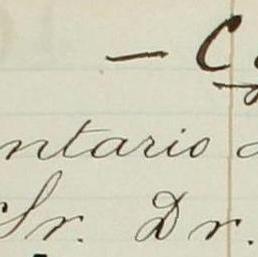 — C
ntario
Sr. Dr.